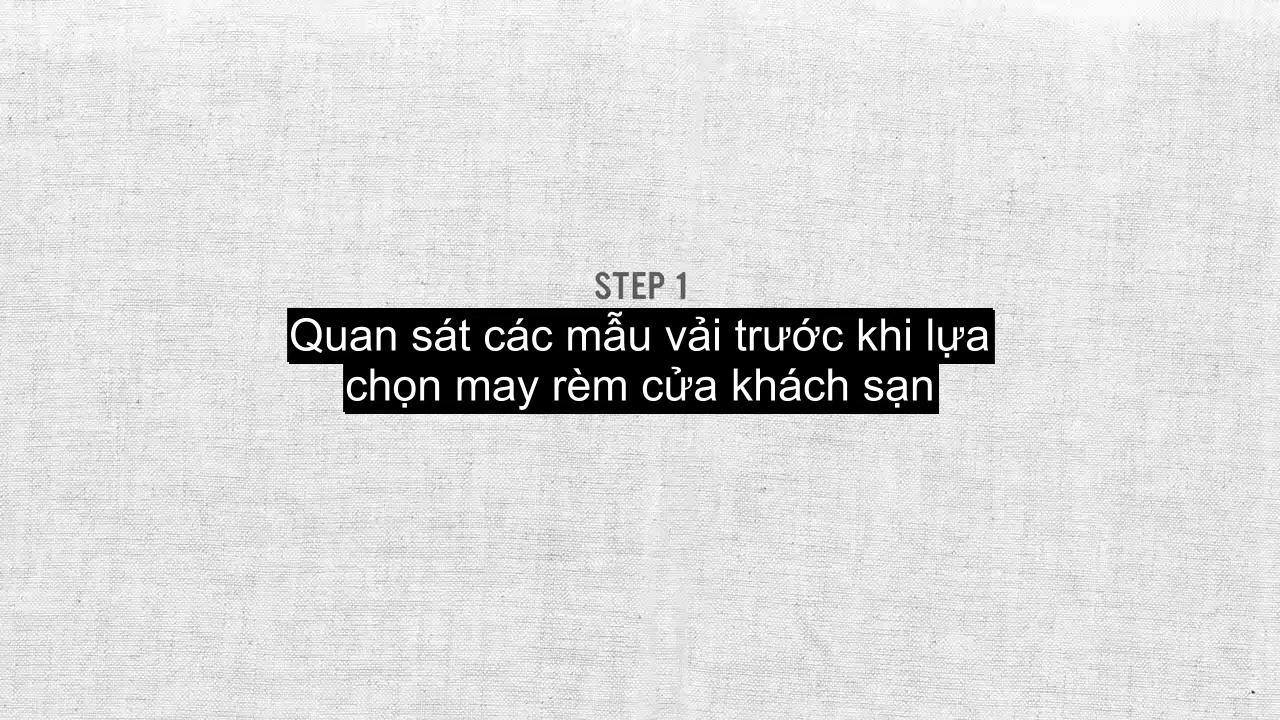 STEP 1
Quan sát các mẫu vải trước khi lựa
chọn may rèm cửa khách sạn